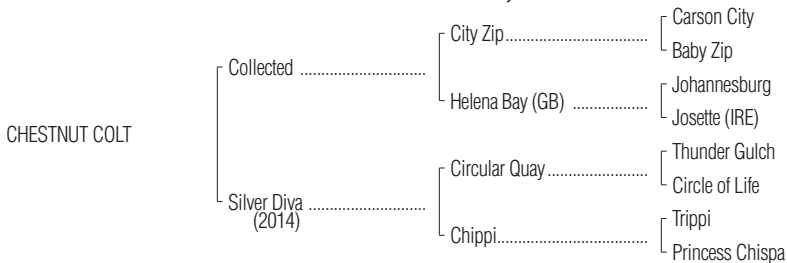 Carson City
City Zip
Baby Zip
Collected
Johannesburg
Helena Bay (GB)
Josette (IRE)
CHESTNUT COLT
Thunder Gulch
Circular Quay
Circle of Life
Silver Diva
(2014)
Trippi
Chippi
Princess Chispa